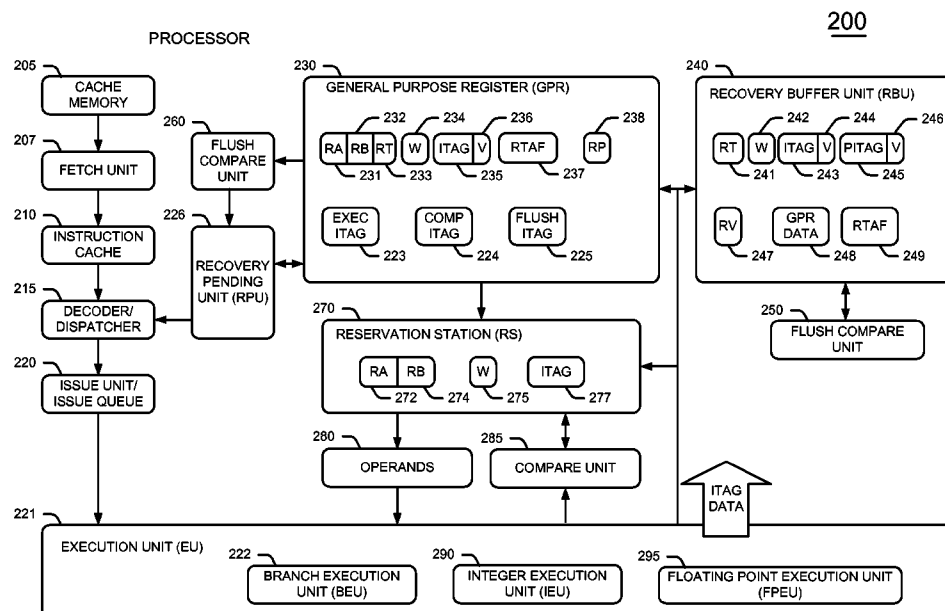 200
PROCESSOR
205
CACHE
MEMORY
207
FETCH UNIT
210
INSTRUCTION
CACHE
215
DECODER/
DISPATCHER
220
ISSUE UNIT/
ISSUE QUEUE
260
FLUSH
COMPARE
UNIT
226
RECOVERY
PENDING
UNIT (RPU)
230
GENERAL PURPOSE REGISTER (GPR)
232
234
236
238
RA RB RT
W
ITAG V
RTAF
RP
231
233
235
237
EXEC
ITAG
COMP
ITAG
FLUSH
ITAG
223
224
225
240
RECOVERY BUFFER UNIT (RBU)
242
244
246
RT
W
ITAG V
PITAG V
241
243
245
RV
GPR
DATA
RTAF
247
248
249
250
FLUSH COMPARE
UNIT
270
RESERVATION STATION (RS)
RA RB
W
ITAG
272
274
275
277
280
OPERANDS
285
COMPARE UNIT
ITAG
DATA
221
EXECUTION UNIT (EU)
222
BRANCH EXECUTION
UNIT (BEU)
290
INTEGER EXECUTION
UNIT (IEU)
295
FLOATING POINT EXECUTION UNIT
(FPEU)